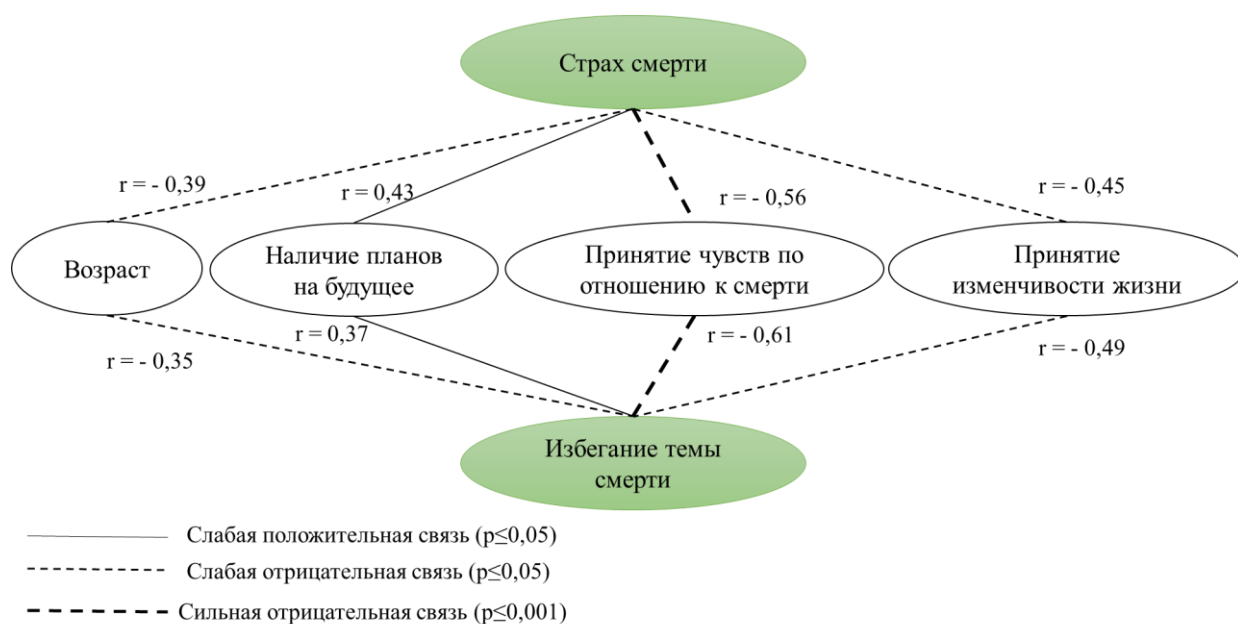 Страх смерти
r = - 0,39
r = 0,43
r = - 0,56
r = - 0,45
Возраст
Наличие планов
на будущее
Принятие чувств по
отношению к смерти
Принятие
изменчивости жизни
r = - 0,35
r = 0,37
r = - 0,61
r = - 0,49
Избегание темы
смерти
Слабая положительная связь (p≤0,05)
Слабая отрицательная связь (p≤0,05)
Сильная отрицательная связь (p≤0,001)